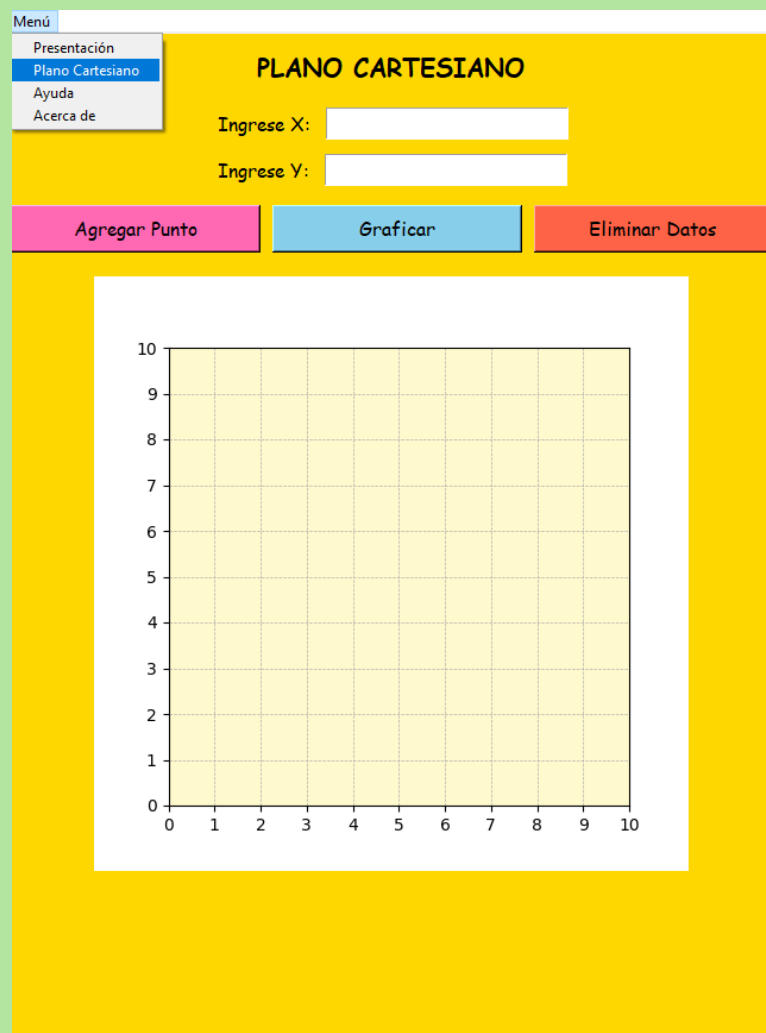 Menú
Presentación
Plano Cartesiano
Ayuda
Acerca de
PLANO CARTESIANO
Ingrese X:
Ingrese Y:
Agregar Punto Graficar Eliminar Datos
10
9
8
7
6
5
4
3
2
1
0
0 1 2 3 4 5 6 7 8 9 10